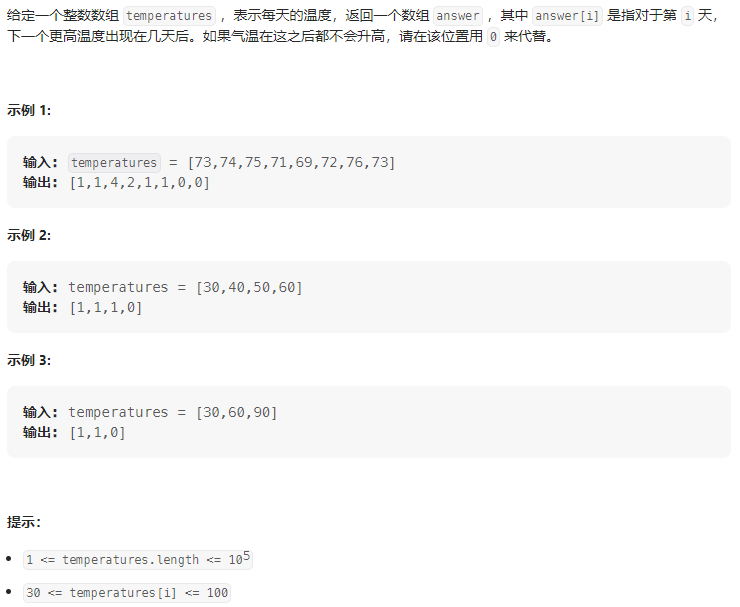 给定一个整数数组 temperatures ，表示每天的温度，返回一个数组 answer ，其中 answer[i] 是指对于第 i 天，
下一个更高温度出现在几天后。如果气温在这之后都不会升高，请在该位置用 0 来代替。
示例 1:
输入: temperatures = [73,74,75,71,69,72,76,73]
输出: [1,1,4,2,1,1,0,0]
示例 2:
输入: temperatures = [30,40,50,60]
输出: [1,1,1,0]
示例 3:
输入: temperatures = [30,60,90]
输出: [1,1,0]
提示：
• 1 <= temperatures.length <= 10⁵
• 30 <= temperatures[i] <= 100